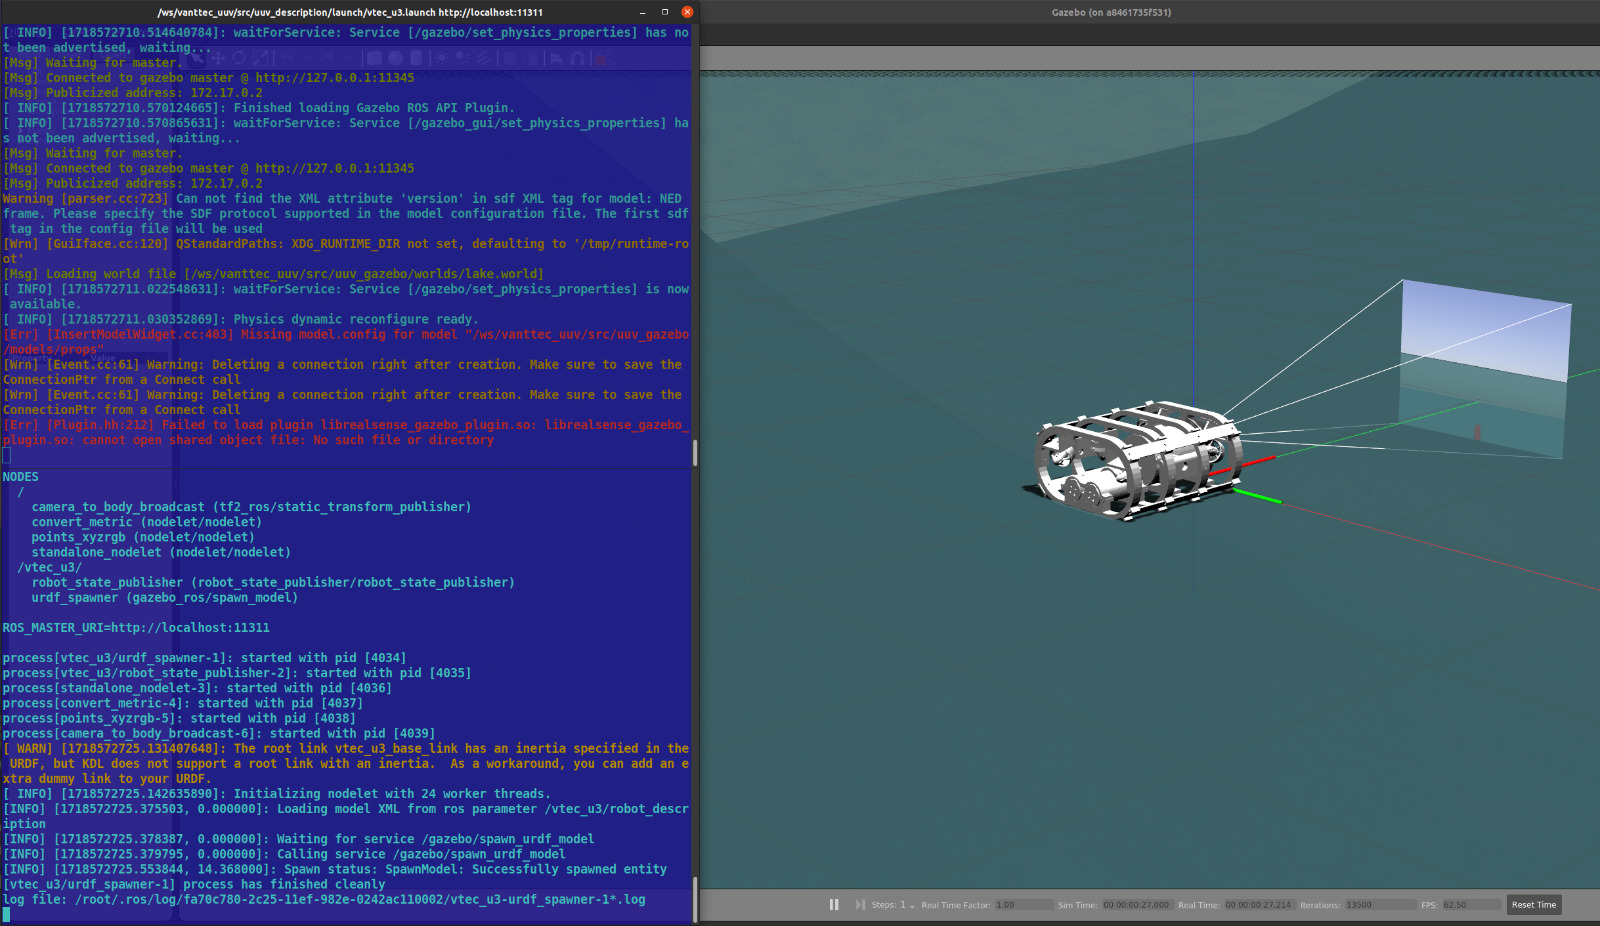 /ws/vanttec_uuv/src/uuv_description/launch/vtec_u3.launch http://localhost:11311
Gazebo (on a8461735f531)
[ INFO] [1718572710.514640784]: waitForService: Service [/gazebo/set_physics_properties] has no
t been advertised, waiting...
[Msg] Waiting for master.
[Msg] Connected to gazebo master @ http://127.0.0.1:11345
[Msg] Publicized address: 172.17.0.2
[ INFO] [1718572710.570124665]: Finished loading Gazebo ROS API Plugin.
[ INFO] [1718572710.570865631]: waitForService: Service [/gazebo_gui/set_physics_properties] ha
s not been advertised, waiting...
[Msg] Waiting for master.
[Msg] Connected to gazebo master @ http://127.0.0.1:11345
[Msg] Publicized address: 172.17.0.2
Warning [parser.cc:723] Can not find the XML attribute 'version' in sdf XML tag for model: NED
frame. Please specify the SDF protocol supported in the model configuration file. The first sdf
 tag in the config file will be used
[Wrn] [GuiIface.cc:120] QStandardPaths: XDG_RUNTIME_DIR not set, defaulting to '/tmp/runtime-ro
ot'
[Msg] Loading world file [/ws/vanttec_uuv/src/uuv_gazebo/worlds/lake.world]
[ INFO] [1718572711.022548631]: waitForService: Service [/gazebo/set_physics_properties] is now
 available.
[ INFO] [1718572711.030352869]: Physics dynamic reconfigure ready.
[Err] [InsertModelWidget.cc:403] Missing model.config for model "/ws/vanttec_uuv/src/uuv_gazebo
/models/props"
[Wrn] [Event.cc:61] Warning: Deleting a connection right after creation. Make sure to save the
ConnectionPtr from a Connect call
[Wrn] [Event.cc:61] Warning: Deleting a connection right after creation. Make sure to save the
ConnectionPtr from a Connect call
[Err] [Plugin.hh:212] Failed to load plugin librealsense_gazebo_plugin.so: librealsense_gazebo_
plugin.so: cannot open shared object file: No such file or directory
NODES
  /
    camera_to_body_broadcast (tf2_ros/static_transform_publisher)
    convert_metric (nodelet/nodelet)
    points_xyzrgb (nodelet/nodelet)
    standalone_nodelet (nodelet/nodelet)
  /vtec_u3/
    robot_state_publisher (robot_state_publisher/robot_state_publisher)
    urdf_spawner (gazebo_ros/spawn_model)
ROS_MASTER_URI=http://localhost:11311
process[vtec_u3/urdf_spawner-1]: started with pid [4034]
process[vtec_u3/robot_state_publisher-2]: started with pid [4035]
process[standalone_nodelet-3]: started with pid [4036]
process[convert_metric-4]: started with pid [4037]
process[points_xyzrgb-5]: started with pid [4038]
process[camera_to_body_broadcast-6]: started with pid [4039]
[ WARN] [1718572725.131407648]: The root link vtec_u3_base_link has an inertia specified in the
 URDF, but KDL does not support a root link with an inertia.  As a workaround, you can add an e
xtra dummy link to your URDF.
[ INFO] [1718572725.142635890]: Initializing nodelet with 24 worker threads.
[INFO] [1718572725.375503, 0.000000]: Loading model XML from ros parameter /vtec_u3/robot_descr
iption
[INFO] [1718572725.378387, 0.000000]: Waiting for service /gazebo/spawn_urdf_model
[INFO] [1718572725.379795, 0.000000]: Calling service /gazebo/spawn_urdf_model
[INFO] [1718572725.553844, 14.368000]: Spawn status: SpawnModel: Successfully spawned entity
[vtec_u3/urdf_spawner-1] process has finished cleanly
log file: /root/.ros/log/fa70c780-2c25-11ef-982e-0242ac110002/vtec_u3-urdf_spawner-1*.log
Steps: 1 Real Time Factor: 1.00 Sim Time: 00 00:00:27.000 Real Time: 00 00:00:27.214 Iterations: 13500 FPS: 62.50 Reset Time